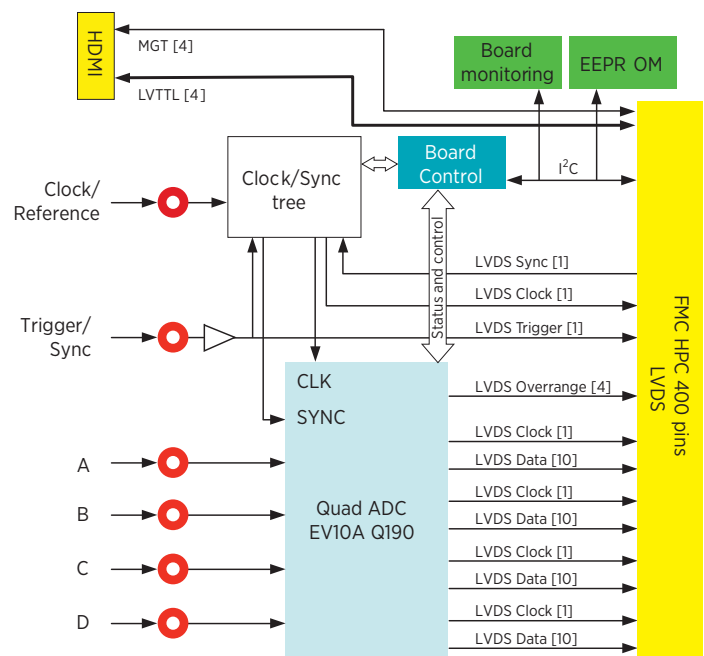 HDMI
MGT [4]
LVTTL [4]
Board
monitoring
EEPR OM
Clock/Sync
tree
Board
Control
I²C
Clock/
Reference
Status and control
LVDS Sync [1]
LVDS Clock [1]
Trigger/
Sync
LVDS Trigger [1]
FMC HPC 400 pins
LVDS
CLK
LVDS Overrange [4]
SYNC
LVDS Clock [1]
A
LVDS Data [10]
LVDS Clock [1]
B
Quad ADC
EV10A Q190
LVDS Data [10]
LVDS Clock [1]
C
LVDS Data [10]
LVDS Clock [1]
D
LVDS Data [10]